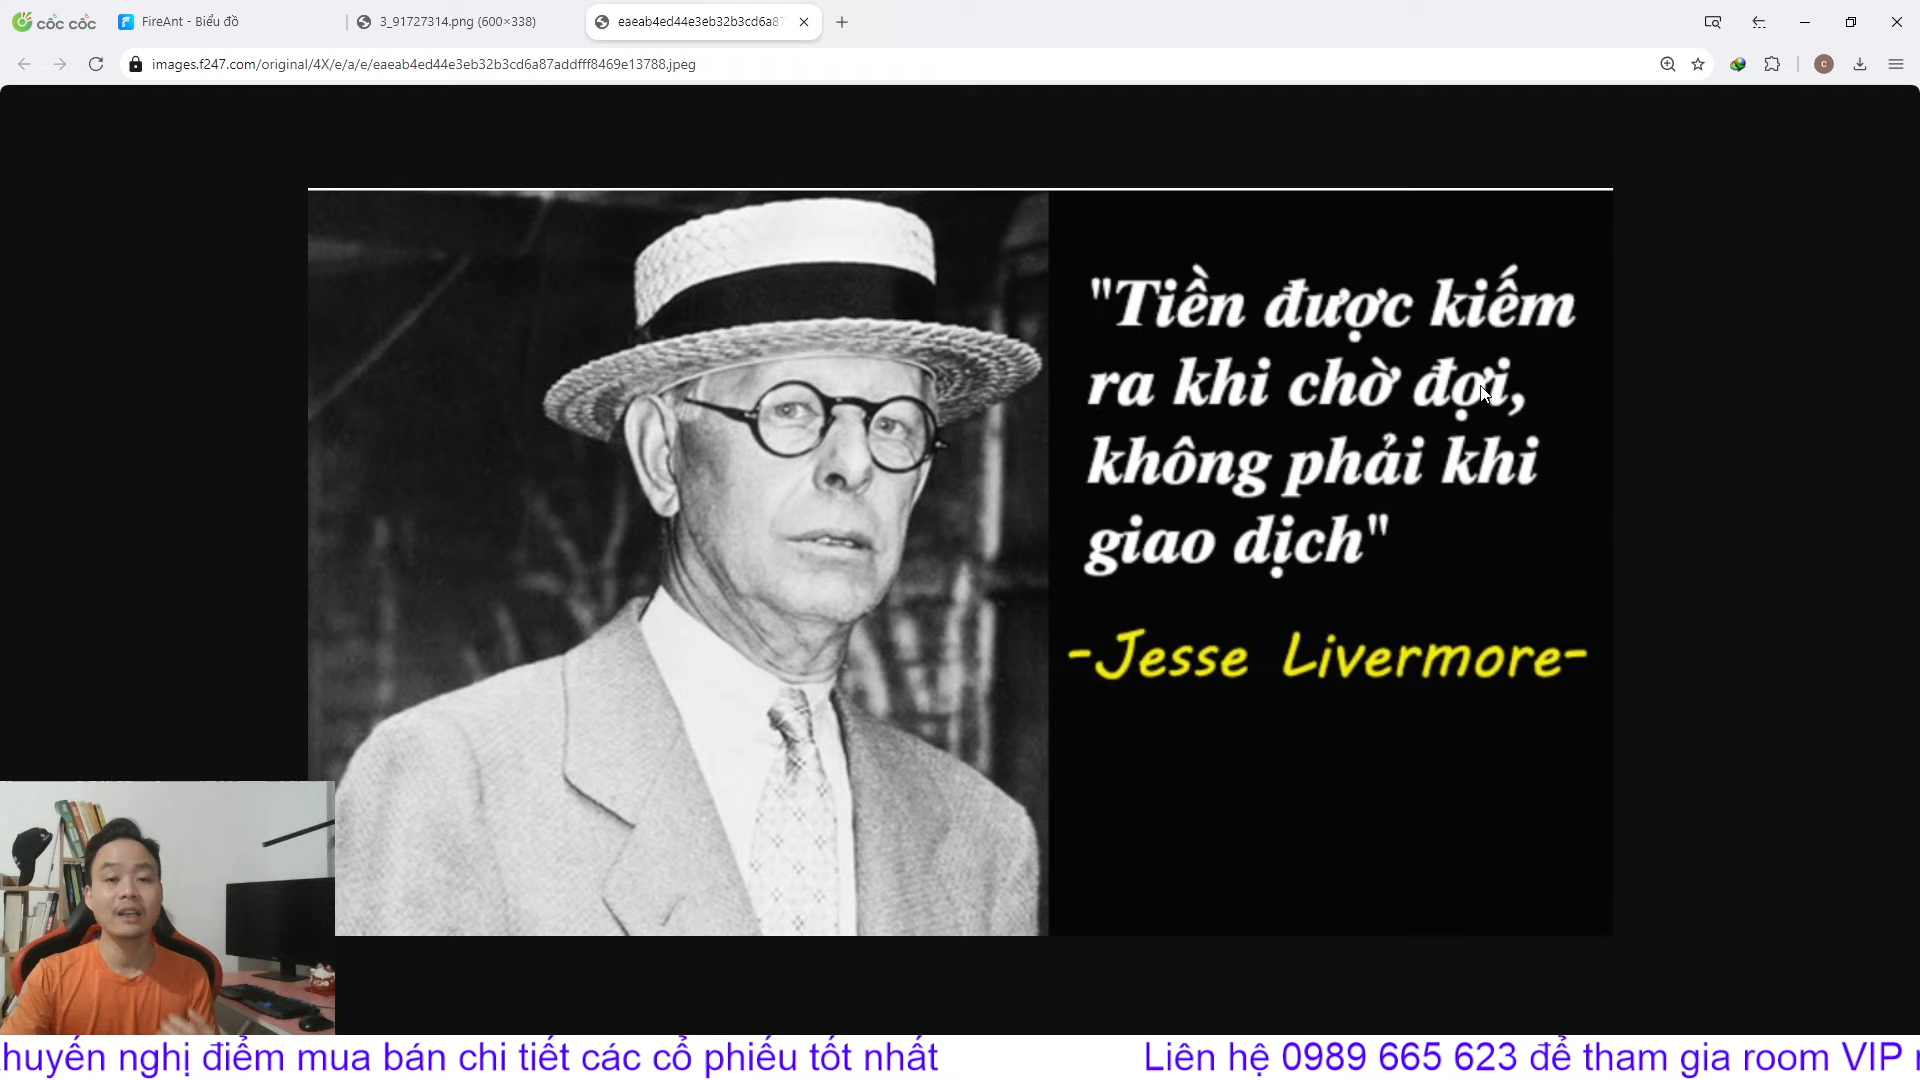 cốc cốc
FireAnt - Biểu đồ
3_91727314.png (600×338)
eaeab4ed44e3eb32b3cd6a87
images.f247.com/original/4X/e/a/e/eaeab4ed44e3eb32b3cd6a87addfff8469e13788.jpeg
C
"Tiền được kiếm
ra khi chờ đợi,
không phải khi
giao dịch"
-Jesse Livermore-
huyến nghị điểm mua bán chi tiết các cổ phiếu tốt nhất
Liên hệ 0989 665 623 để tham gia room VIP